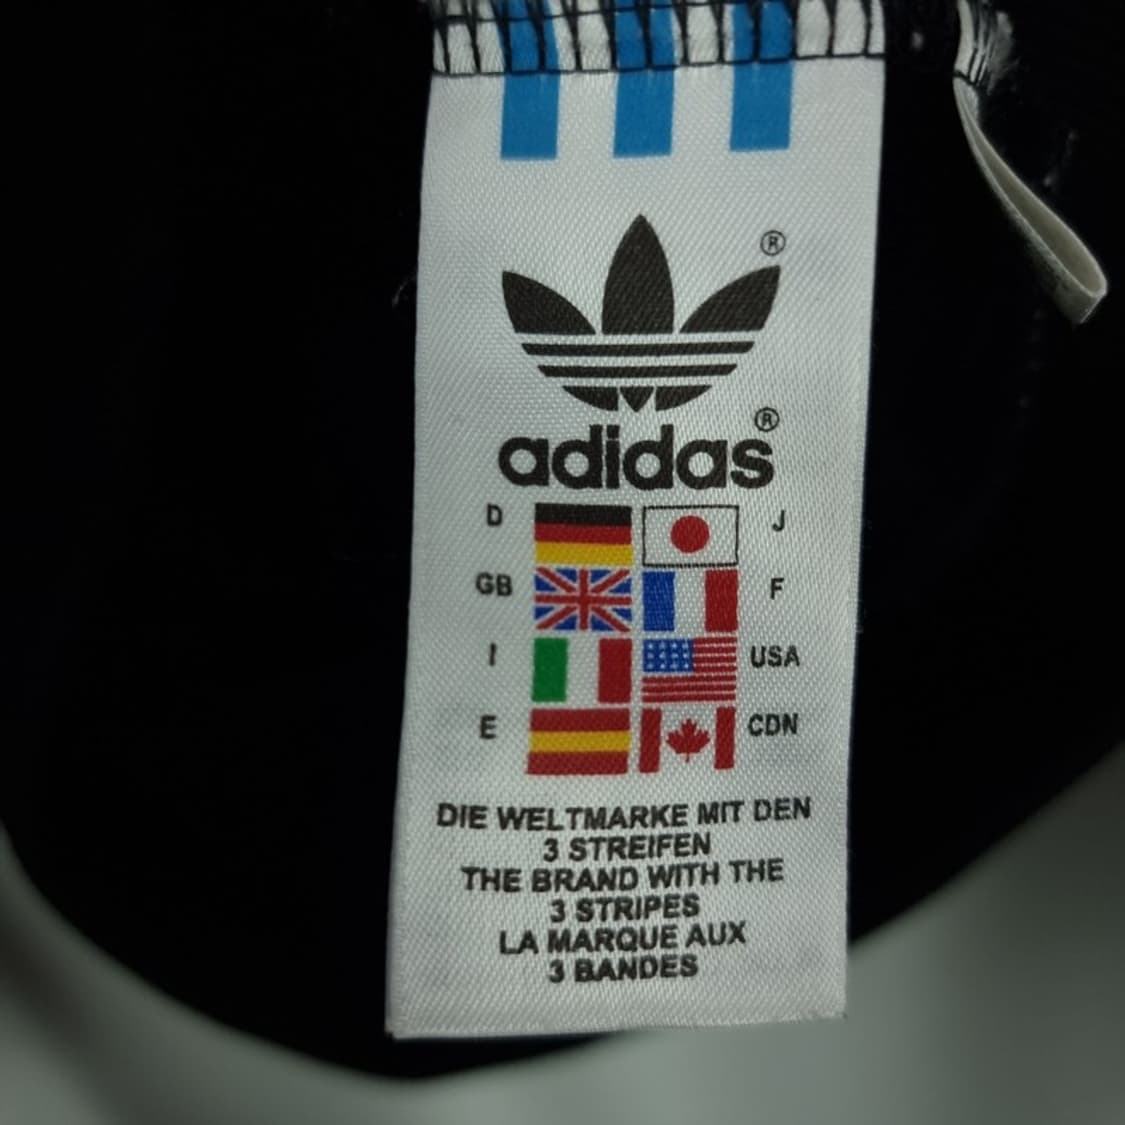 ®
adidas®
D J
GB F
I USA
E CDN
DIE WELTMARKE MIT DEN
3 STREIFEN
THE BRAND WITH THE
3 STRIPES
LA MARQUE AUX
3 BANDES